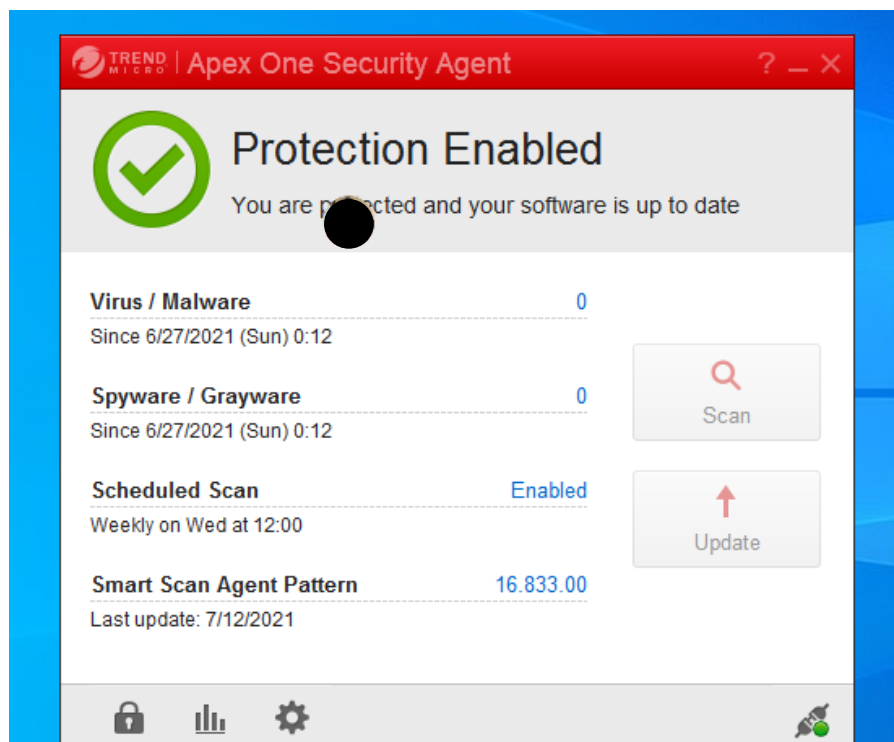 TREND MICRO | Apex One Security Agent ? _ ×
Protection Enabled
You are and your software is up to date
Virus / Malware 0
Since 6/27/2021 (Sun) 0:12
Spyware / Grayware 0
Since 6/27/2021 (Sun) 0:12
Scan
Scheduled Scan Enabled
Weekly on Wed at 12:00
Update
Smart Scan Agent Pattern 16.833.00
Last update: 7/12/2021